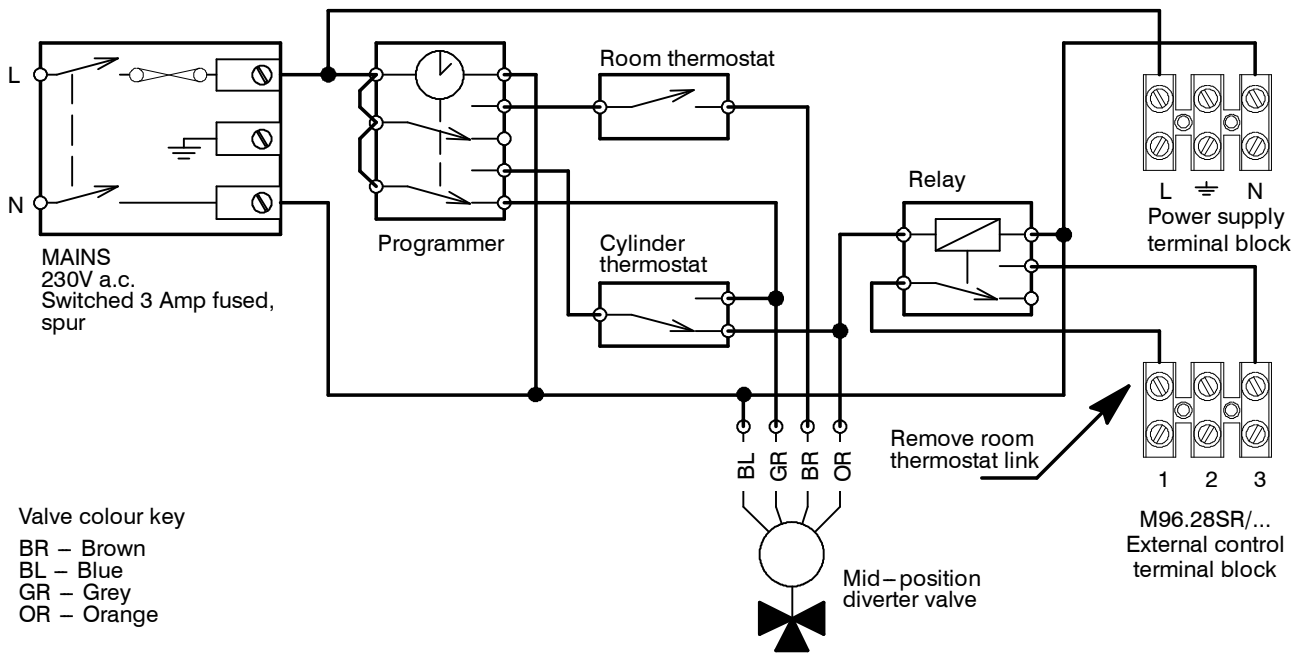 L
N
MAINS
230V a.c.
Switched 3 Amp fused,
spur
Programmer
Room thermostat
Cylinder
thermostat
Relay
L
N
Power supply
terminal block
Remove room
thermostat link
1 2 3
M96.28SR/...
External control
terminal block
BL
GR
BR
OR
Mid–position
diverter valve
Valve colour key
BR – Brown
BL – Blue
GR – Grey
OR – Orange